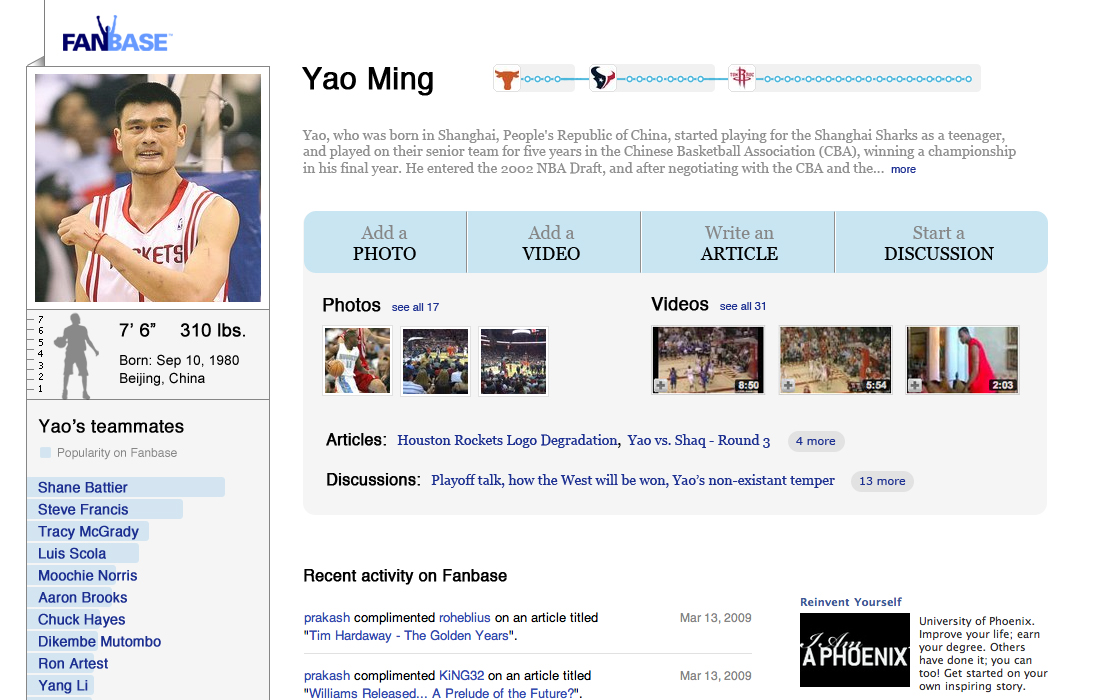 FANBASE™
Yao Ming
Yao, who was born in Shanghai, People's Republic of China, started playing for the Shanghai Sharks as a teenager,
and played on their senior team for five years in the Chinese Basketball Association (CBA), winning a championship
in his final year. He entered the 2002 NBA Draft, and after negotiating with the CBA and the... more
Add a PHOTO
Add a VIDEO
Write an ARTICLE
Start a DISCUSSION
Photos see all 17
Videos see all 31
8:50
5:54
2:03
Articles: Houston Rockets Logo Degradation, Yao vs. Shaq - Round 3 4 more
Discussions: Playoff talk, how the West will be won, Yao's non-existant temper 13 more
7
6
5
4
3
2
1
7' 6" 310 lbs.
Born: Sep 10, 1980
Beijing, China
Yao's teammates
Popularity on Fanbase
Shane Battier
Steve Francis
Tracy McGrady
Luis Scola
Moochie Norris
Aaron Brooks
Chuck Hayes
Dikembe Mutombo
Ron Artest
Yang Li
Recent activity on Fanbase
prakash complimented roheblius on an article titled
"Tim Hardaway - The Golden Years".
Mar 13, 2009
prakash complimented KiNG32 on an article titled
"Williams Released... A Prelude of the Future?".
Mar 13, 2009
Reinvent Yourself
I Am
A PHOENIX
University of Phoenix.
Improve your life; earn
your degree. Others
have done it; you can
too! Get started on your
own inspiring story.